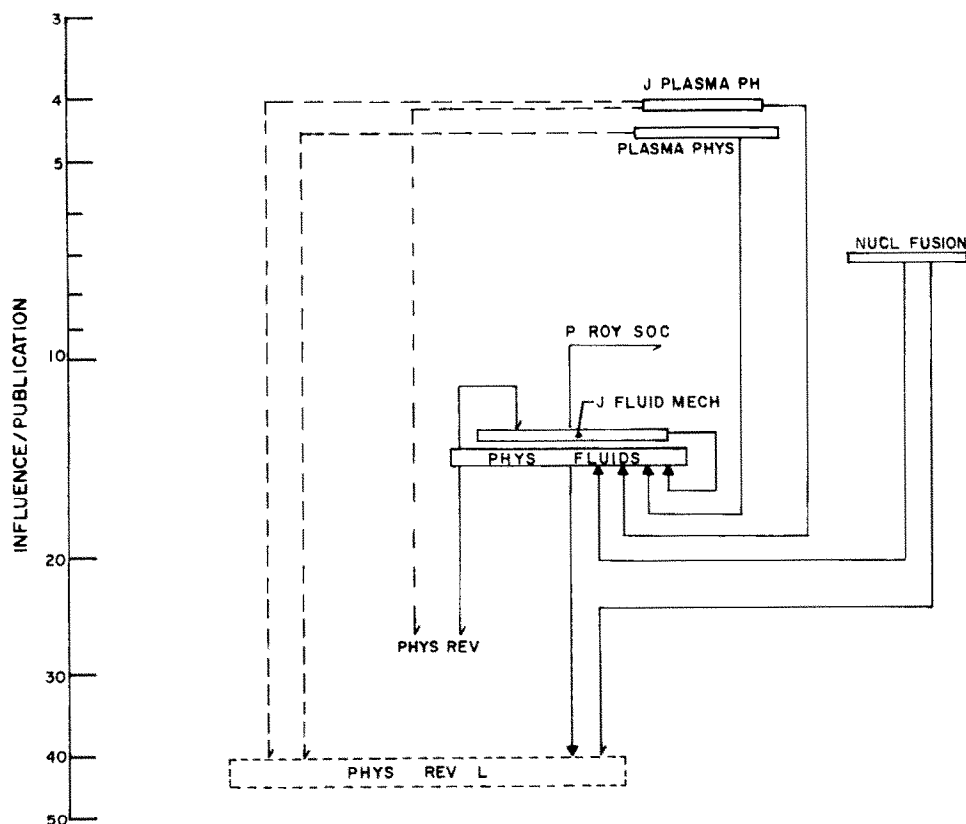 3
4
J PLASMA PH
PLASMA PHYS
5
NUCL FUSION
INFLUENCE/PUBLICATION
10
P ROY SOC
J FLUID MECH
PHYS FLUIDS
20
PHYS REV
30
40
PHYS REV L
50